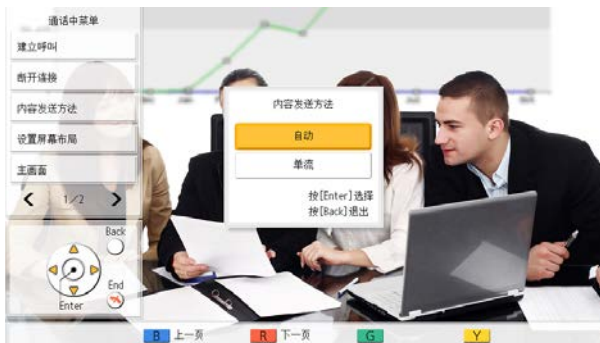 通话中菜单
建立呼叫
断开连接
内容发送方法
设置屏幕布局
主画面
1/2
Back
End
Enter
内容发送方法
自动
单流
按[Enter]选择
按[Back]退出
B 上一页 R 下一页 G Y